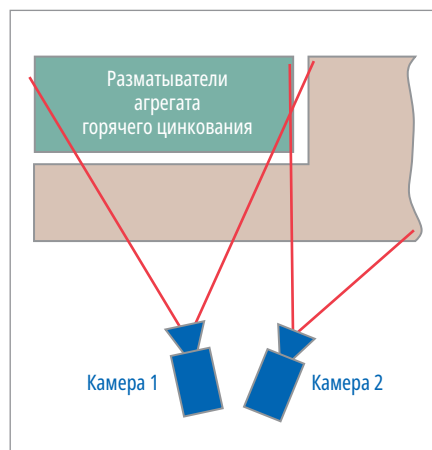 Разматыватели
агрегата
горячего цинкования
Камера 1
Камера 2